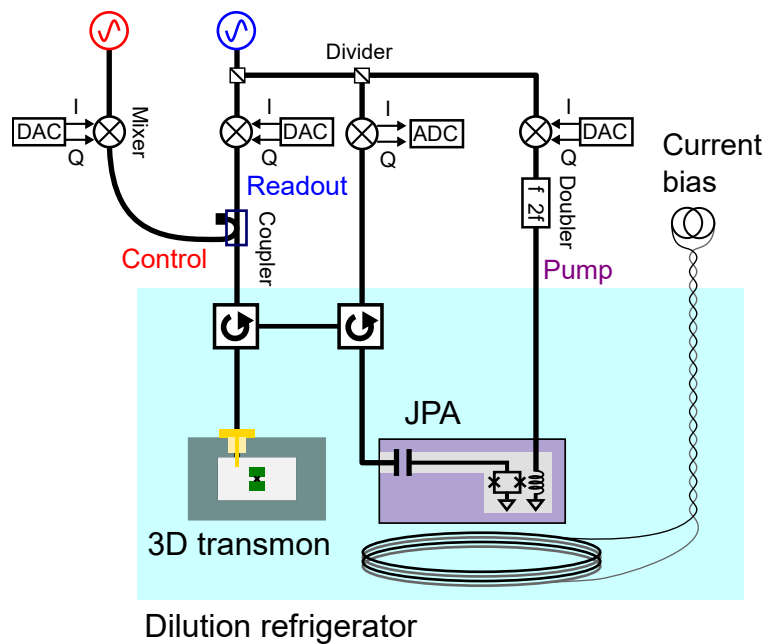 Divider
I
DAC
Q
Mixer
I
DAC
Q
I
ADC
Q
I
DAC
Q
Current
bias
Readout
Coupler
f 2f
Doubler
Control
Pump
JPA
3D transmon
Dilution refrigerator